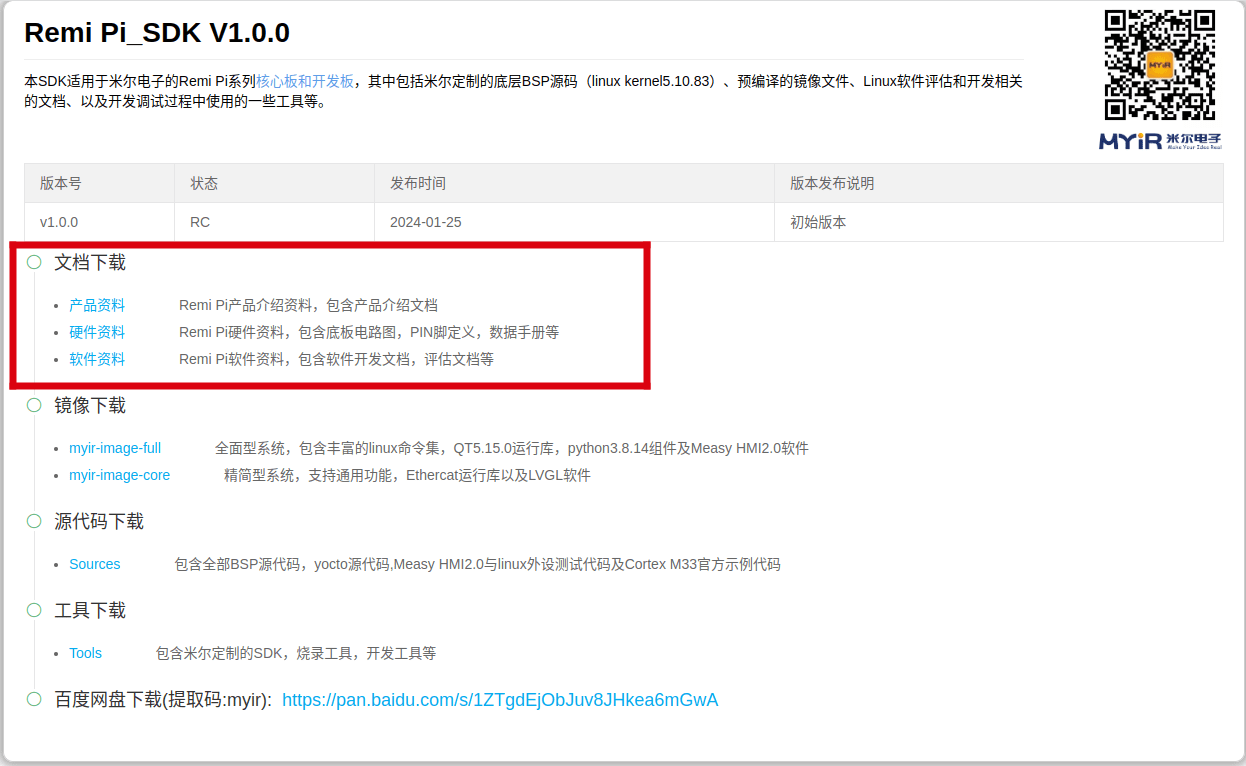 Remi Pi_SDK V1.0.0
本SDK适用于米尔电子的Remi Pi系列核心板和开发板，其中包括米尔定制的底层BSP源码（linux kernel5.10.83）、预编译的镜像文件、Linux软件评估和开发相关
的文档、以及开发调试过程中使用的一些工具等。
MYiR
MYiR 米尔电子
Make Your Idea Real
版本号 状态 发布时间 版本发布说明
v1.0.0 RC 2024-01-25 初始版本
文档下载
产品资料 Remi Pi产品介绍资料，包含产品介绍文档
硬件资料 Remi Pi硬件资料，包含底板电路图，PIN脚定义，数据手册等
软件资料 Remi Pi软件资料，包含软件开发文档，评估文档等
镜像下载
myir-image-full 全面型系统，包含丰富的linux命令集，QT5.15.0运行库，python3.8.14组件及Measy HMI2.0软件
myir-image-core 精简型系统，支持通用功能，Ethercat运行库以及LVGL软件
源代码下载
Sources 包含全部BSP源代码，yocto源代码,Measy HMI2.0与linux外设测试代码及Cortex M33官方示例代码
工具下载
Tools 包含米尔定制的SDK，烧录工具，开发工具等
百度网盘下载(提取码:myir): https://pan.baidu.com/s/1ZTgdEjObJuv8JHkea6mGwA